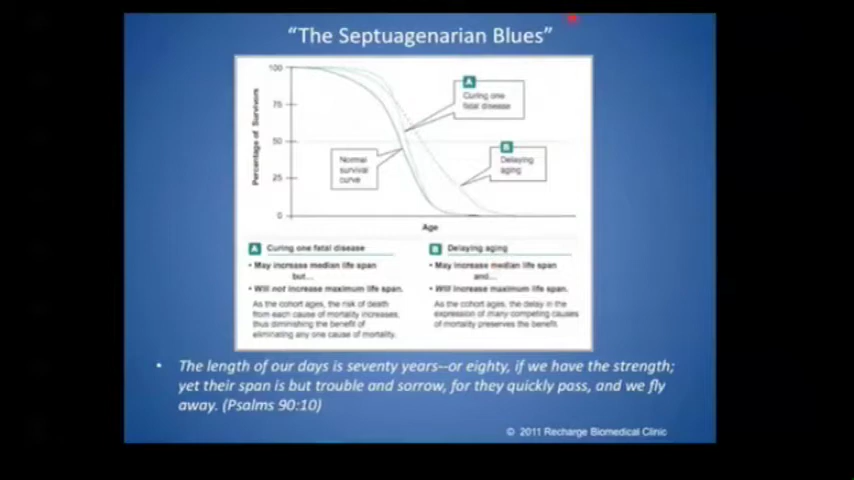 “The Septuagenarian Blues”
Percentage of Survivors
100
75
50
25
0
A
Curing one
fatal disease
B
Delaying
aging
Normal
survival
curve
Age
A Curing one fatal disease
• May increase median life span
but...
• Will not increase maximum life span.
As the cohort ages, the risk of death
from each cause of mortality increases,
thus diminishing the benefit of
eliminating any one cause of mortality.
B Delaying aging
• May increase median life span
and...
• Will increase maximum life span.
As the cohort ages, the delay in the
expression of many competing causes
of mortality preserves the benefit.
• The length of our days is seventy years--or eighty, if we have the strength;
yet their span is but trouble and sorrow, for they quickly pass, and we fly
away. (Psalms 90:10)
© 2011 Recharge Biomedical Clinic